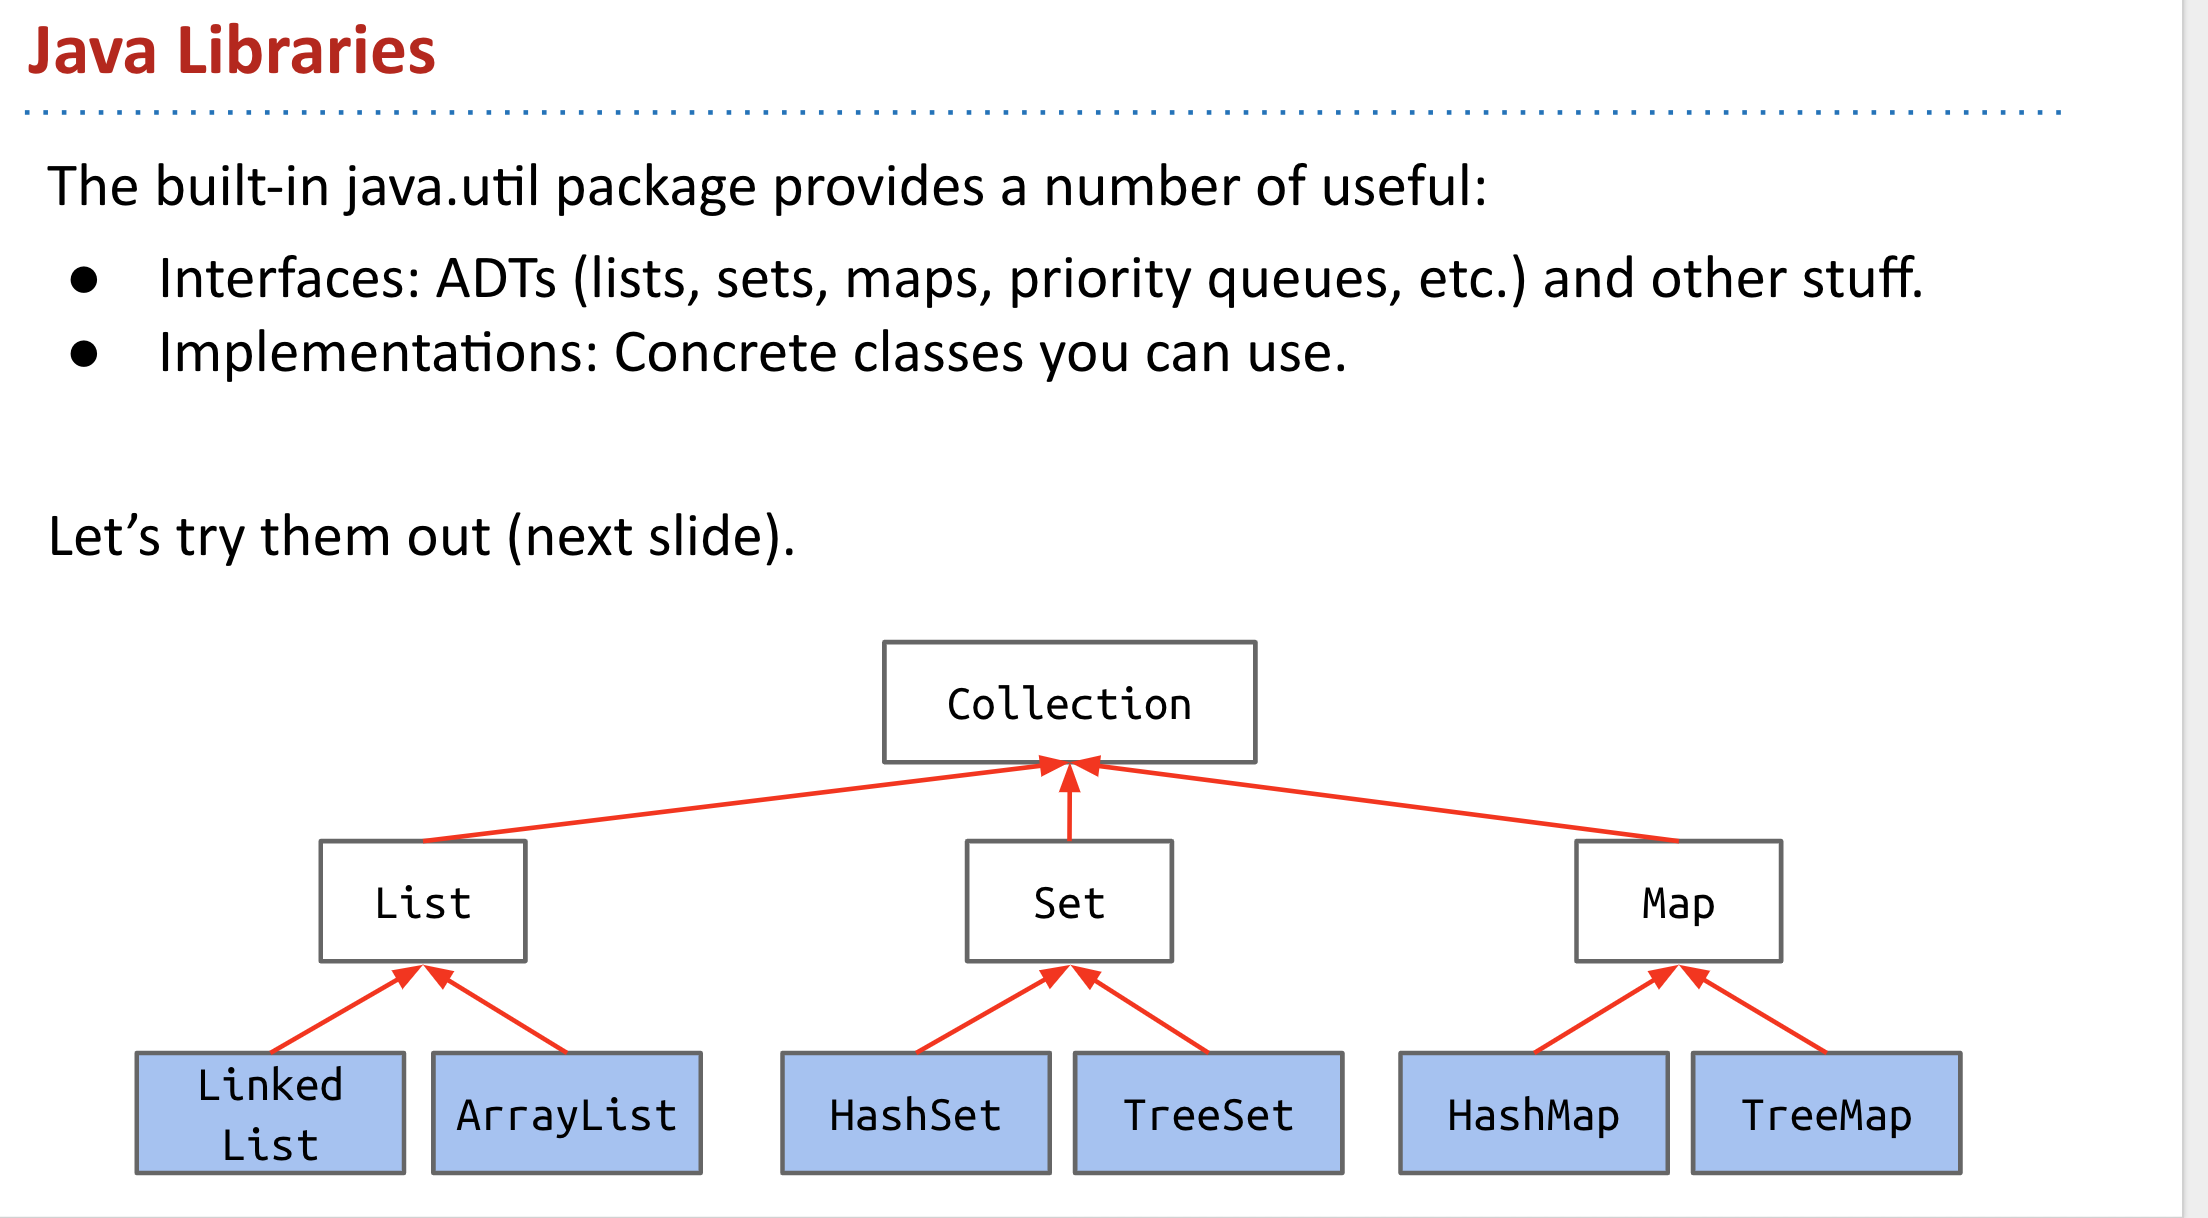 Java Libraries
The built-in java.util package provides a number of useful:
● Interfaces: ADTs (lists, sets, maps, priority queues, etc.) and other stuff.
● Implementations: Concrete classes you can use.
Let’s try them out (next slide).
Collection
List
Set
Map
Linked
List
ArrayList
HashSet
TreeSet
HashMap
TreeMap